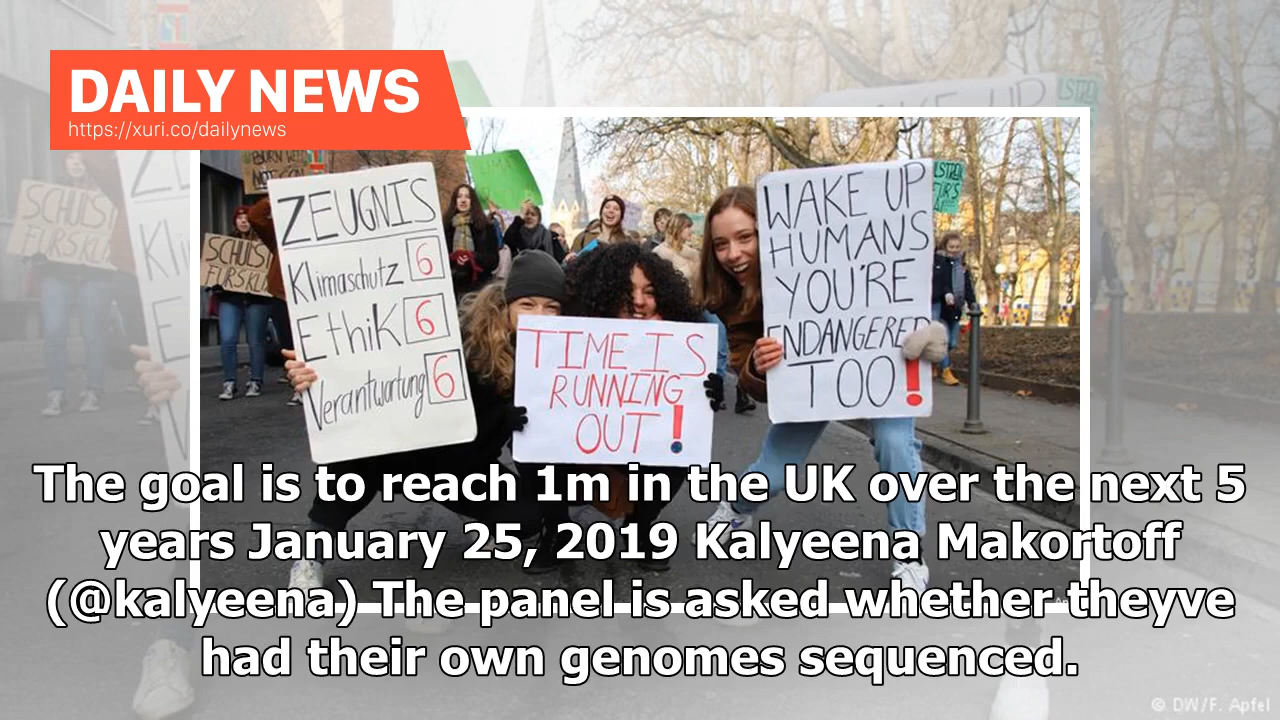 DAILY NEWS
https://xuri.co/dailynews
ZEUGNIS
Klimaschutz 6
Ethik 6
Verantwortung 6
SCHULS
FÜRSKL
TIME IS
RUNNING
OUT!
WAKE UP
HUMANS
YOU'RE
ENDANGERED
TOO!
The goal is to reach 1m in the UK over the next 5
years January 25, 2019 Kalyeena Makortoff
(@kalyeena) The panel is asked whether theyve
had their own genomes sequenced.
© DW/F. Apfel